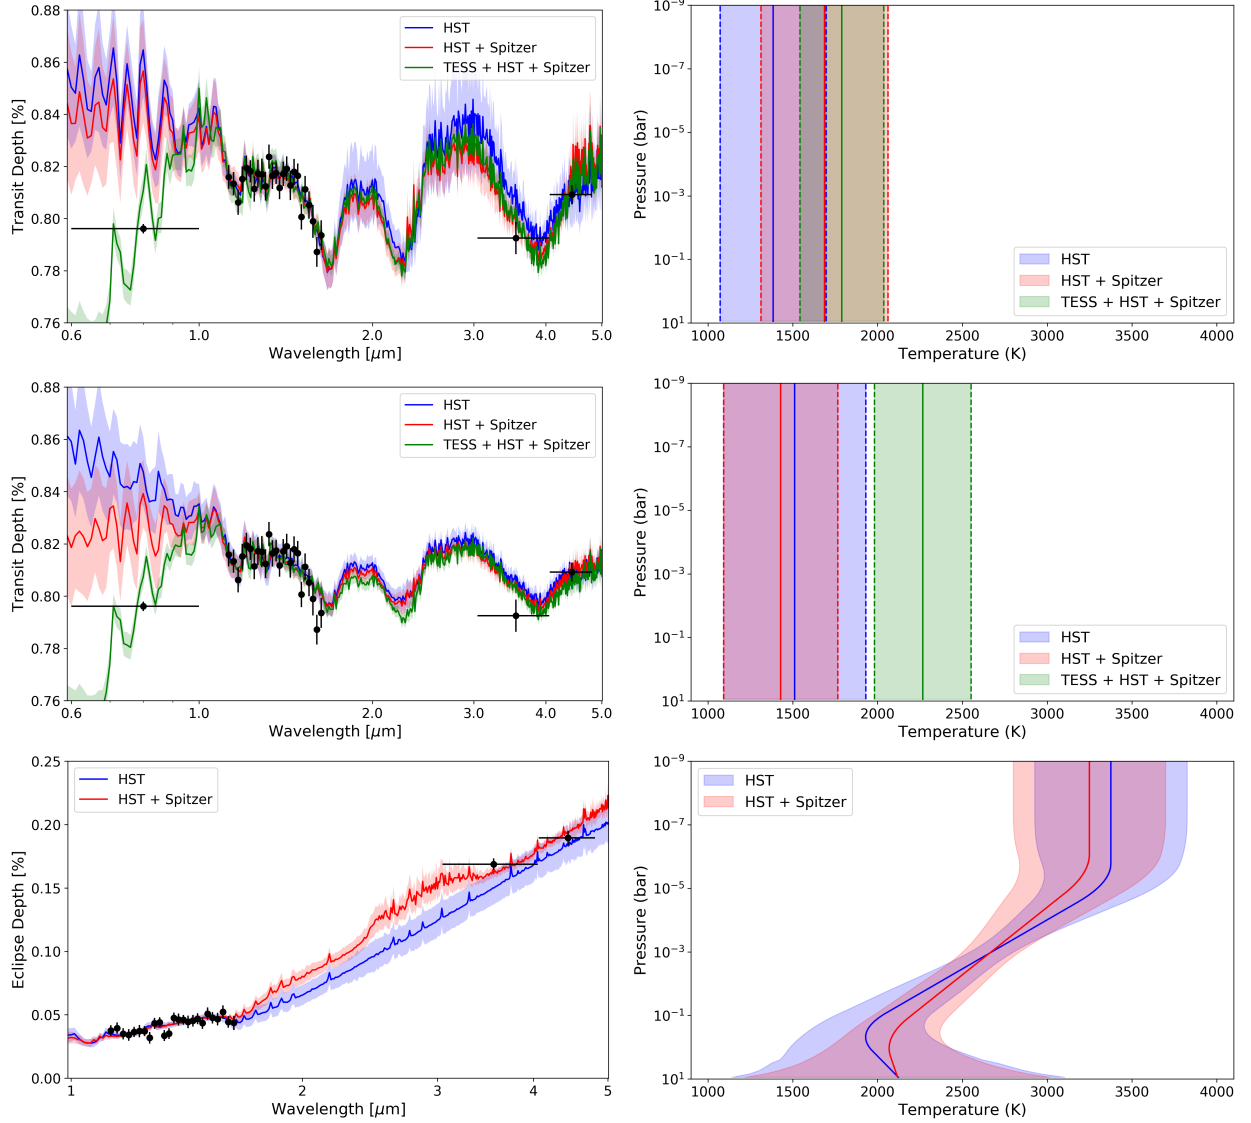 0.88
0.86
0.84
0.82
0.80
0.78
0.76
Transit Depth [%]
HST
HST + Spitzer
TESS + HST + Spitzer
0.6
1.0
2.0
3.0
4.0
5.0
Wavelength [μm]
10⁻⁹
10⁻⁷
10⁻⁵
10⁻³
10⁻¹
10¹
Pressure (bar)
HST
HST + Spitzer
TESS + HST + Spitzer
1000 1500 2000 2500 3000 3500 4000
Temperature (K)
0.88
0.86
0.84
0.82
0.80
0.78
0.76
Transit Depth [%]
HST
HST + Spitzer
TESS + HST + Spitzer
0.6
1.0
2.0
3.0
4.0
5.0
Wavelength [μm]
10⁻⁹
10⁻⁷
10⁻⁵
10⁻³
10⁻¹
10¹
Pressure (bar)
HST
HST + Spitzer
TESS + HST + Spitzer
1000 1500 2000 2500 3000 3500 4000
Temperature (K)
0.25
0.20
0.15
0.10
0.05
0.00
Eclipse Depth [%]
HST
HST + Spitzer
1
2
3
4
5
Wavelength [μm]
10⁻⁹
10⁻⁷
10⁻⁵
10⁻³
10⁻¹
10¹
Pressure (bar)
HST
HST + Spitzer
1000 1500 2000 2500 3000 3500 4000
Temperature (K)